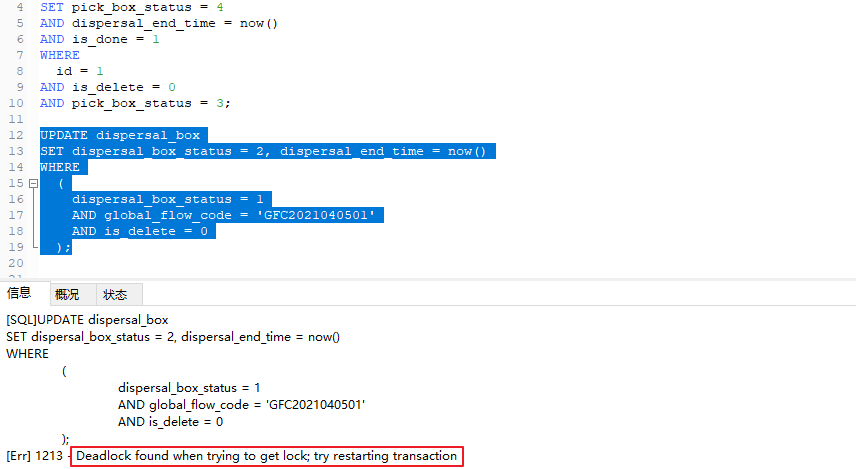 4 SET pick_box_status = 4
5 AND dispersal_end_time = now()
6 AND is_done = 1
7 WHERE
8 id = 1
9 AND is_delete = 0
10 AND pick_box_status = 3;
11
12 UPDATE dispersal_box
13 SET dispersal_box_status = 2, dispersal_end_time = now()
14 WHERE
15 (
16 dispersal_box_status = 1
17 AND global_flow_code = 'GFC2021040501'
18 AND is_delete = 0
19 );
20
信息 概况 状态
[SQL]UPDATE dispersal_box
SET dispersal_box_status = 2, dispersal_end_time = now()
WHERE
(
dispersal_box_status = 1
AND global_flow_code = 'GFC2021040501'
AND is_delete = 0
);
[Err] 1213 - Deadlock found when trying to get lock; try restarting transaction